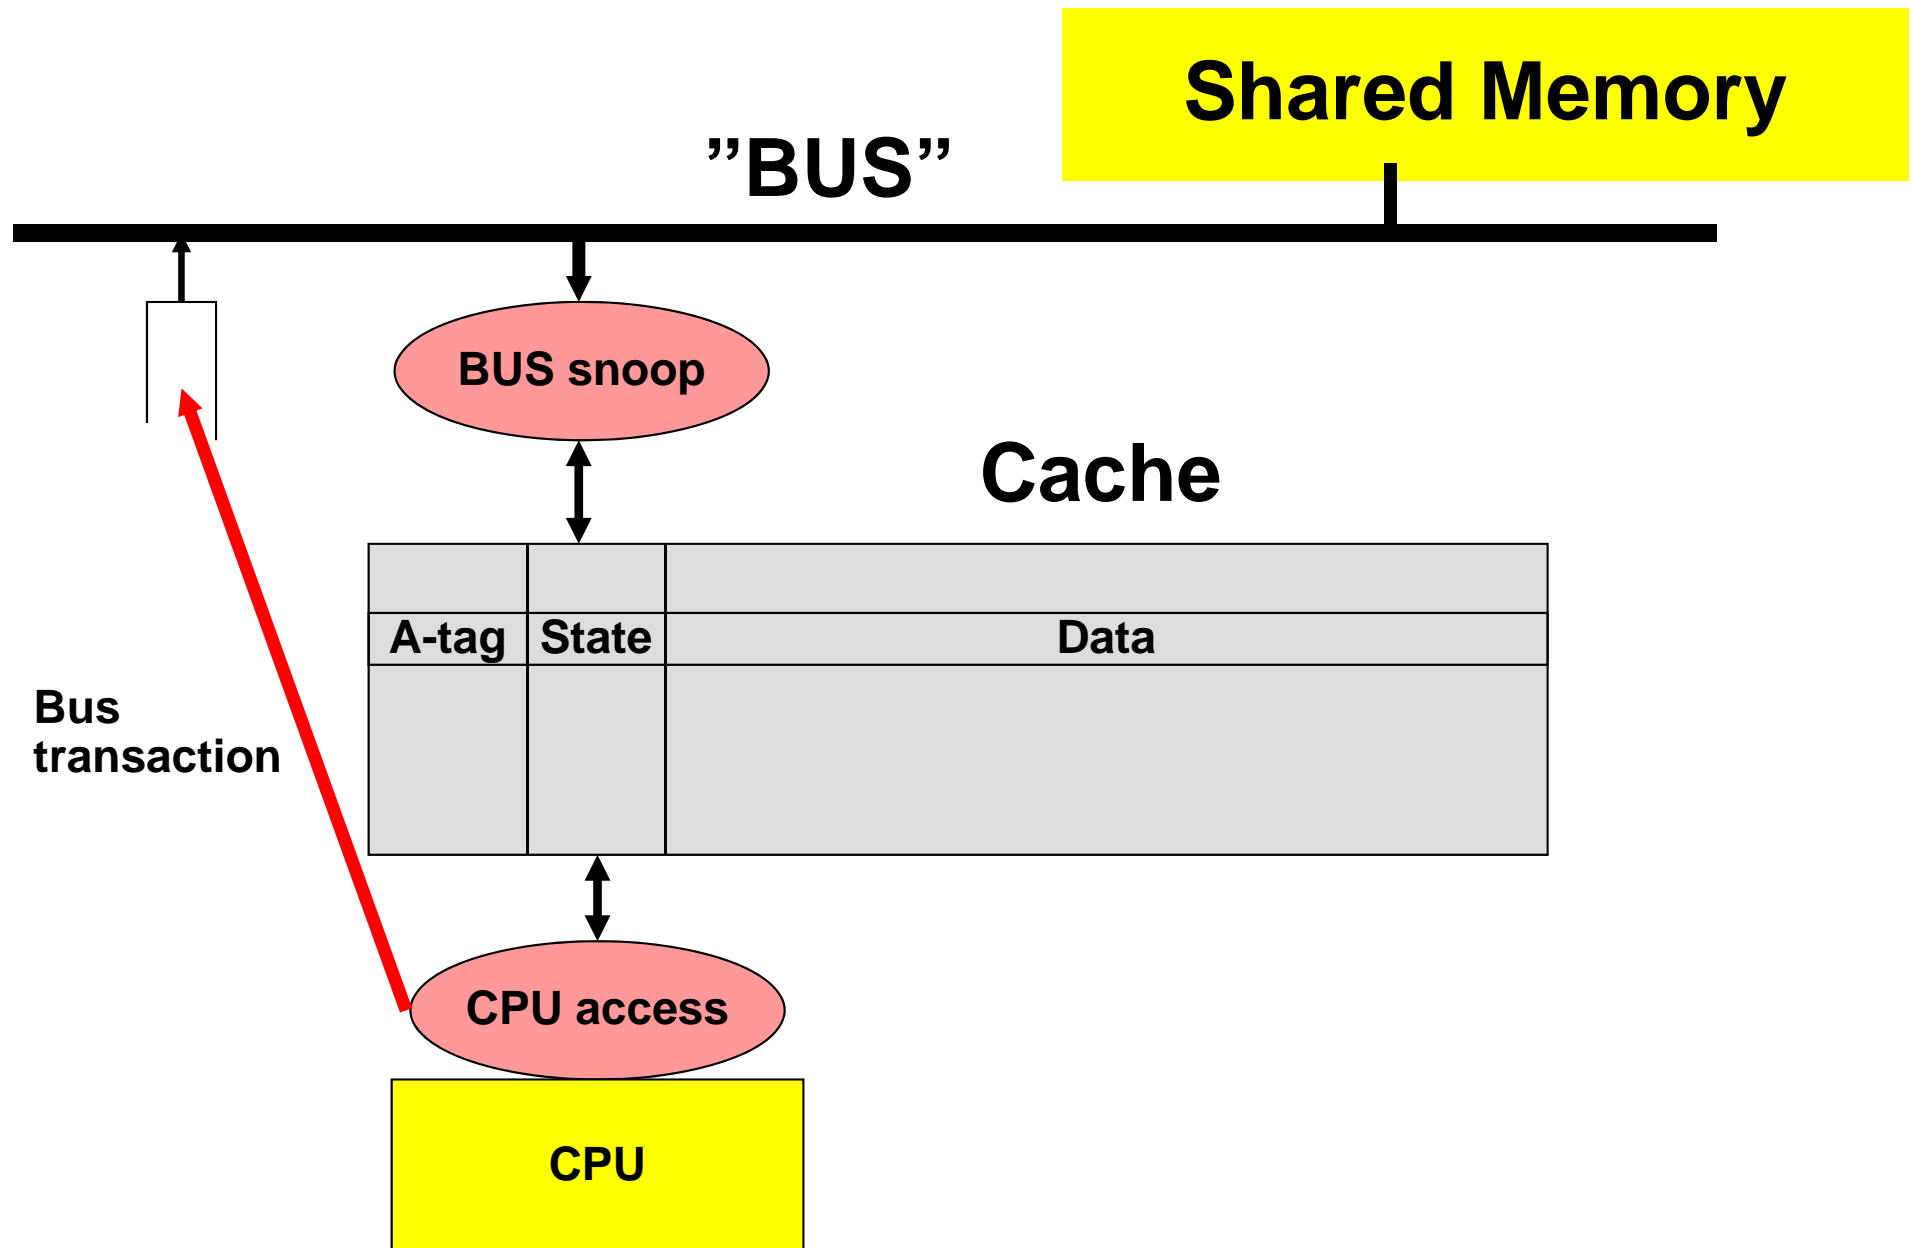 Shared Memory
”BUS”
BUS snoop
Cache
A-tag State Data
Bus
transaction
CPU access
CPU